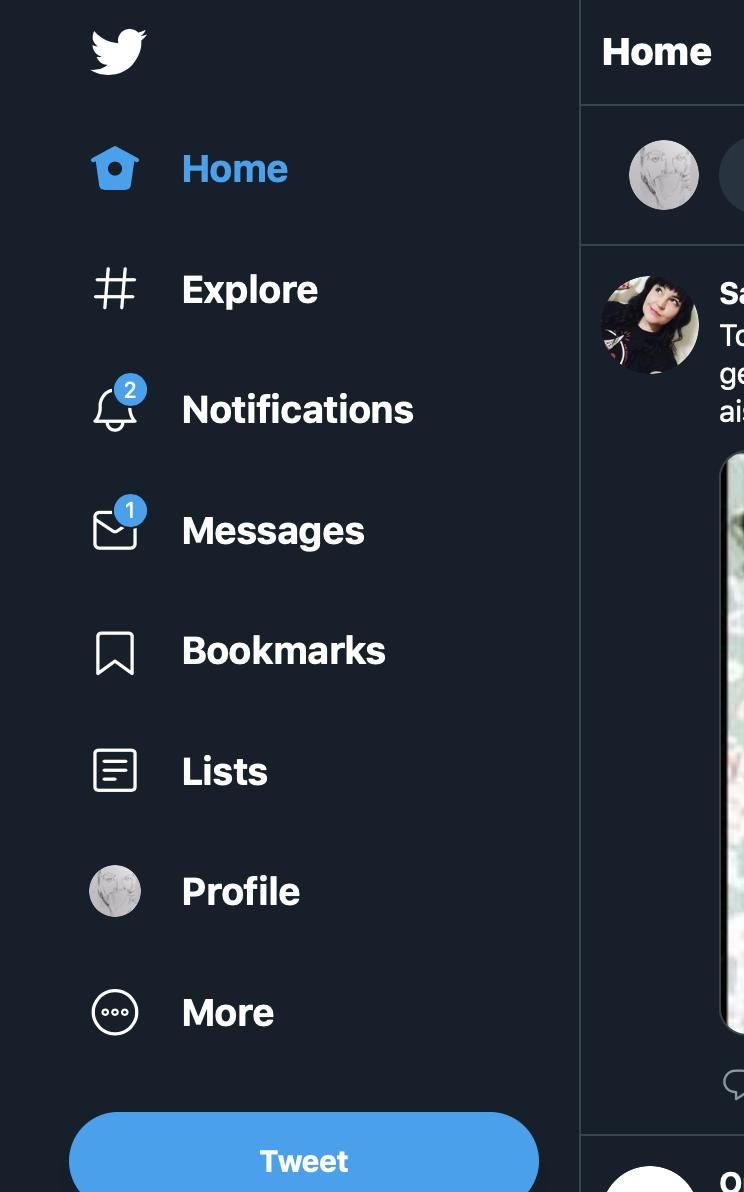 Home
Explore
2
Notifications
1
Messages
Bookmarks
Lists
Profile
More
Tweet
Home